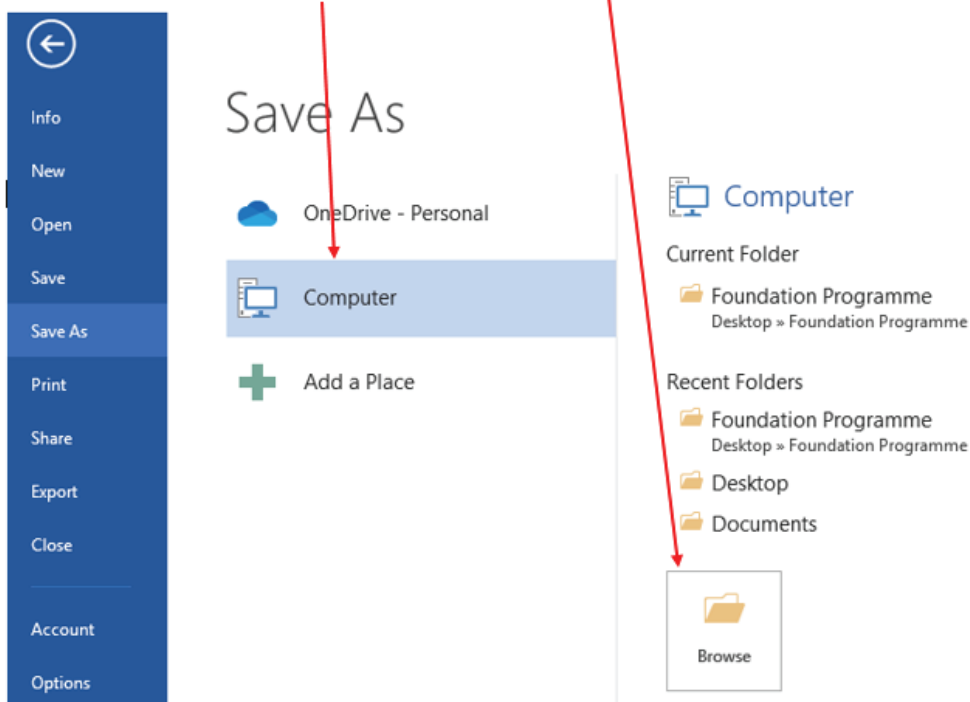 Info
New
Open
Save
Save As
Print
Share
Export
Close
Account
Options
Save As
OneDrive - Personal
Computer
Add a Place
Computer
Current Folder
Foundation Programme
Desktop » Foundation Programme
Recent Folders
Foundation Programme
Desktop » Foundation Programme
Desktop
Documents
Browse